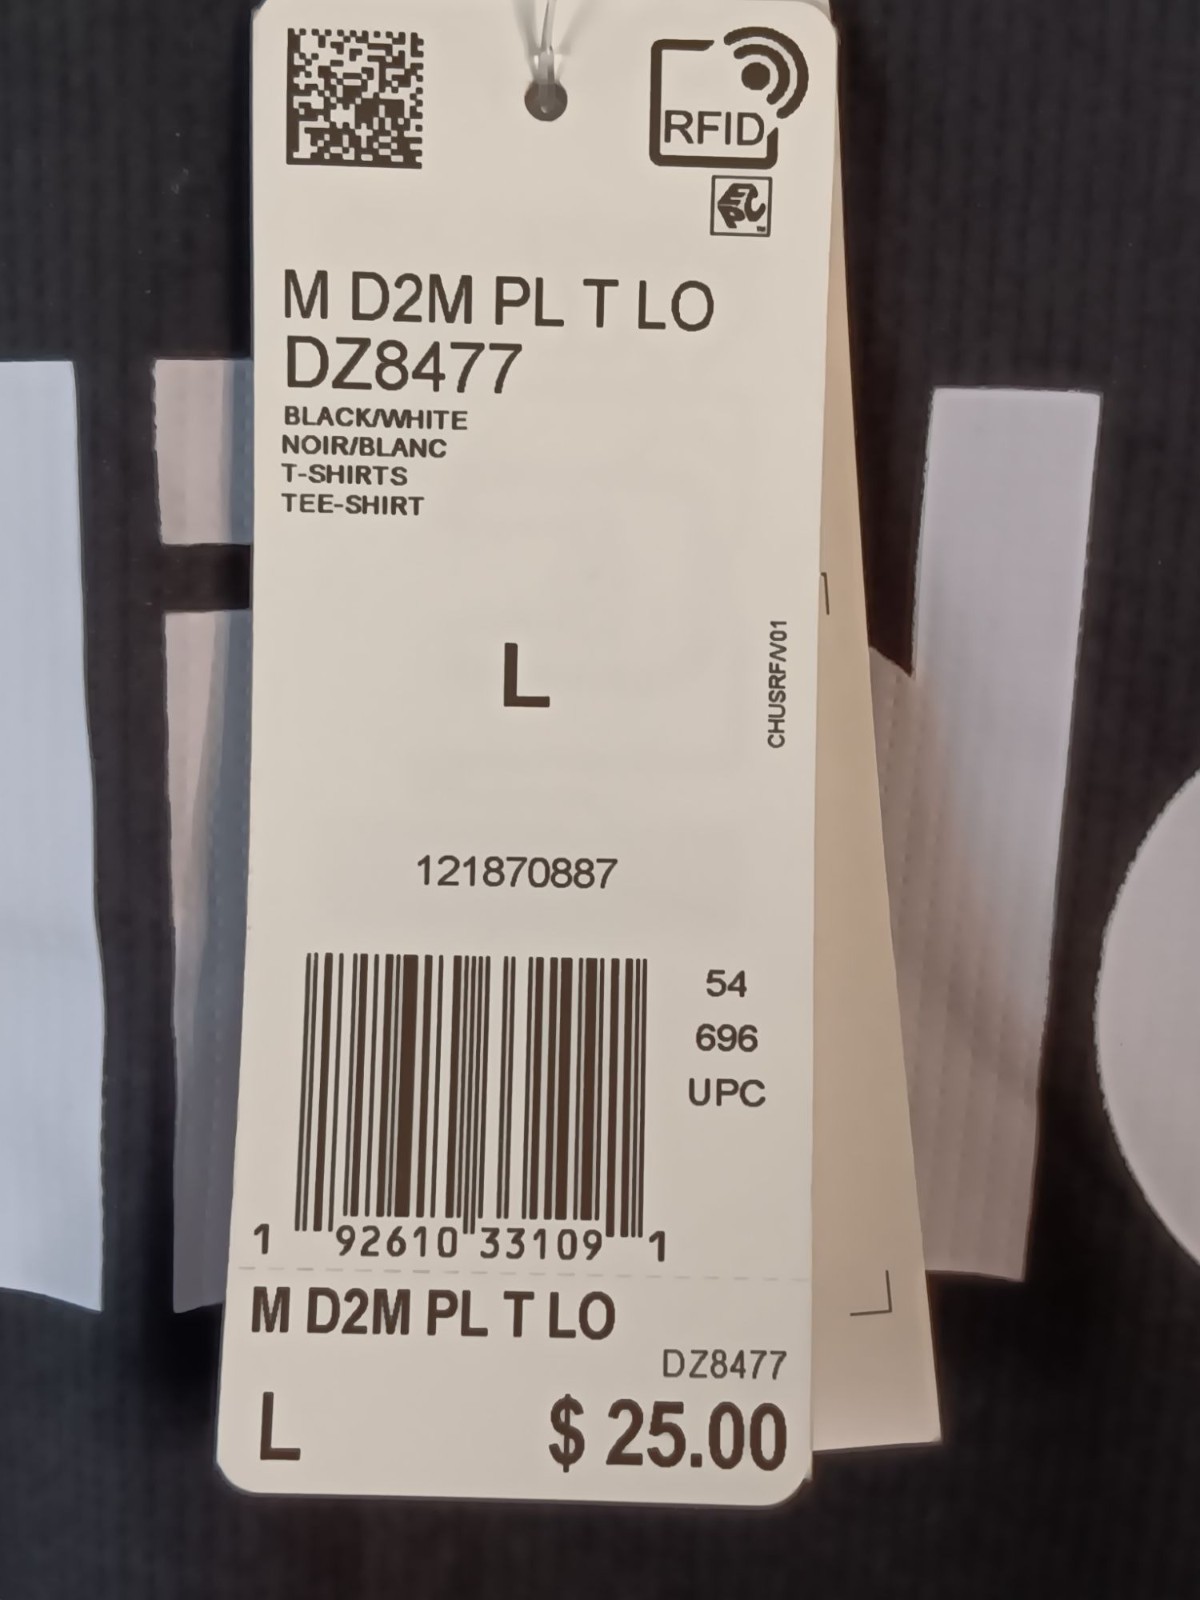 RFID
EPC
M D2M PL T LO
DZ8477
BLACK/WHITE
NOIR/BLANC
T-SHIRTS
TEE-SHIRT
L
CHUSRF/V01
121870887
54
696
UPC
1 92610 33109 1
M D2M PL T LO
DZ8477
L $ 25.00